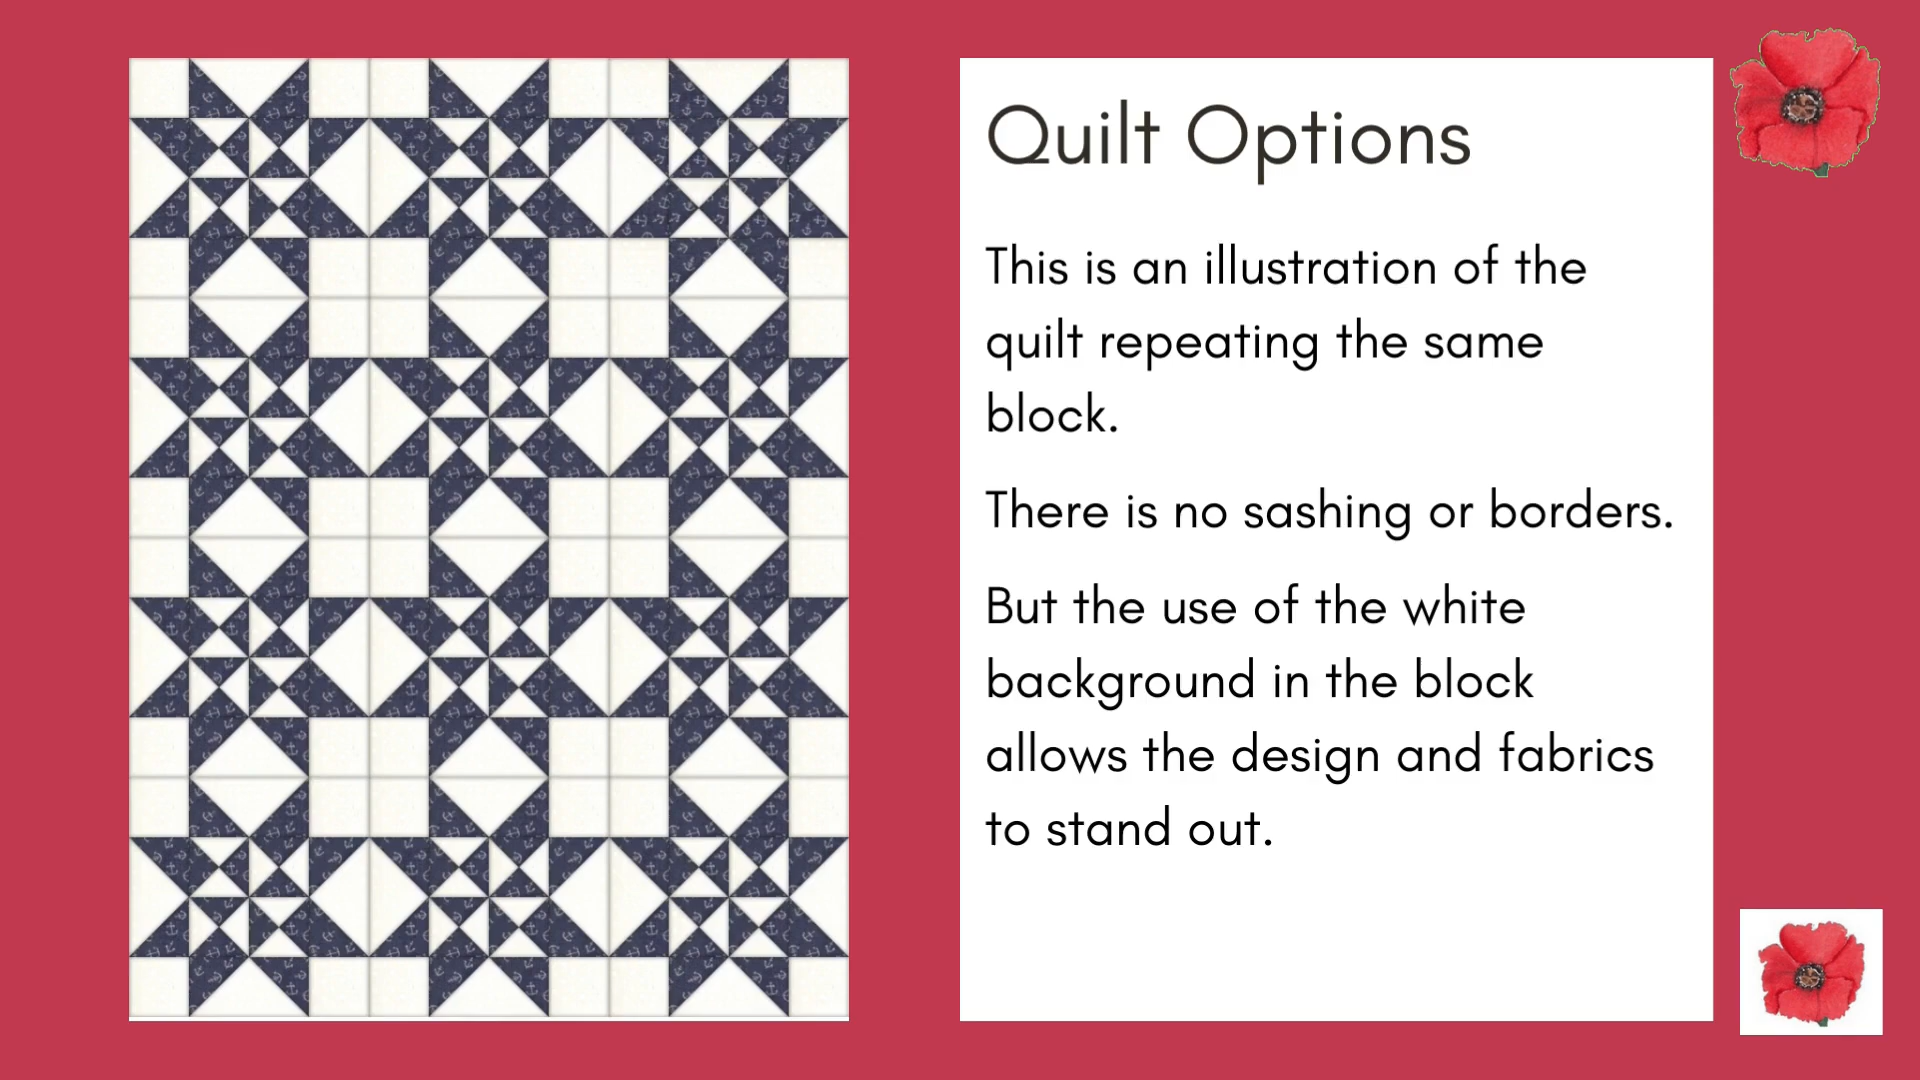 Quilt Options
This is an illustration of the
quilt repeating the same
block.
There is no sashing or borders.
But the use of the white
background in the block
allows the design and fabrics
to stand out.